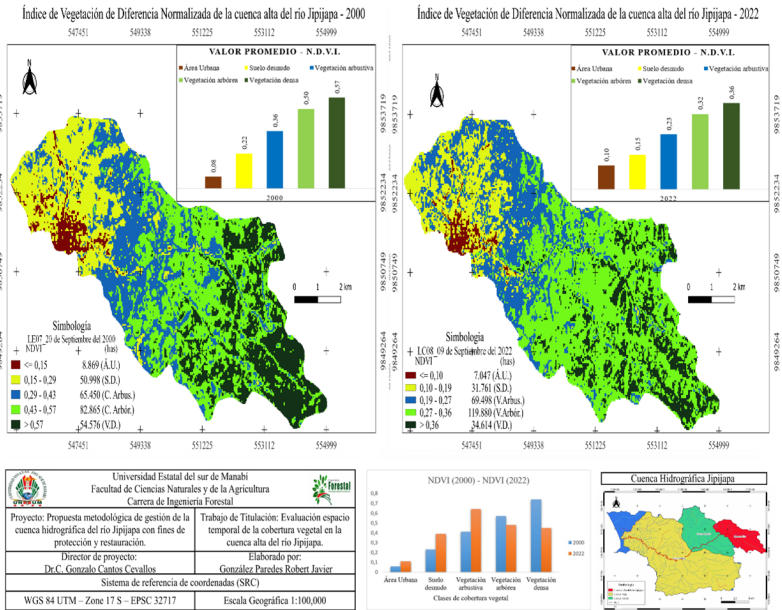 Índice de Vegetación de Diferencia Normalizada de la cuenca alta del río Jipijapa - 2000
547451 549338 551225 553112 554999
9853719
9852234
9850749
9849264
VALOR PROMEDIO - N.D.V.I.
Área Urbana
Suelo desnudo
Vegetación arbustiva
Vegetación arbórea
Vegetación densa
0,08
0,22
0,36
0,50
0,57
2000
N
0 1 2 km
Simbología
LE07_20 de Septiembre del 2000
NDVI (has)
<= 0,15 8.869 (Á.U.)
0,15 - 0,29 50.998 (S.D.)
0,29 - 0,43 65.450 (C. Arbus.)
0,43 - 0,57 82.865 (C. Arbór.)
> 0,57 54.576 (V.D.)
547451 549338 551225 553112 554999
Índice de Vegetación de Diferencia Normalizada de la cuenca alta del río Jipijapa - 2022
547451 549338 551225 553112 554999
9853719
9852234
9850749
9849264
VALOR PROMEDIO - N.D.V.I.
Área Urbana
Suelo desnudo
Vegetación arbustiva
Vegetación arbórea
Vegetación densa
0,10
0,15
0,23
0,32
0,36
2022
N
0 1 2 km
Simbología
LC08_09 de Septiembre del 2022
NDVI (has)
<= 0,10 7.047 (Á.U.)
0,10 - 0,19 31.761 (S.D.)
0,19 - 0,27 69.498 (V.Arbus.)
0,27 - 0,36 119.880 (V.Arbór.)
> 0,36 34.614 (V.D.)
547451 549338 551225 553112 554999
Universidad Estatal del sur de Manabí
Facultad de Ciencias Naturales y de la Agricultura
Carrera de Ingeniería Forestal
Forestal
Proyecto: Propuesta metodológica de gestión de la
cuenca hidrográfica del río Jipijapa con fines de
protección y restauración.
Trabajo de Titulación: Evaluación espacio
temporal de la cobertura vegetal en la
cuenca alta del río Jipijapa.
Director de proyecto:
Dr.C. Gonzalo Cantos Cevallos
Elaborado por:
González Paredes Robert Javier
Sistema de referencia de coordenadas (SRC)
WGS 84 UTM – Zone 17 S – EPSC 32717
Escala Geográfica 1:100,000
NDVI (2000) - NDVI (2022)
0,8
0,7
0,6
0,5
0,4
0,3
0,2
0,1
0
Área Urbana
Suelo desnudo
Vegetación arbustiva
Vegetación arbórea
Vegetación densa
Clases de cobertura vegetal
2000
2022
Cuenca Hidrográfica Jipijapa